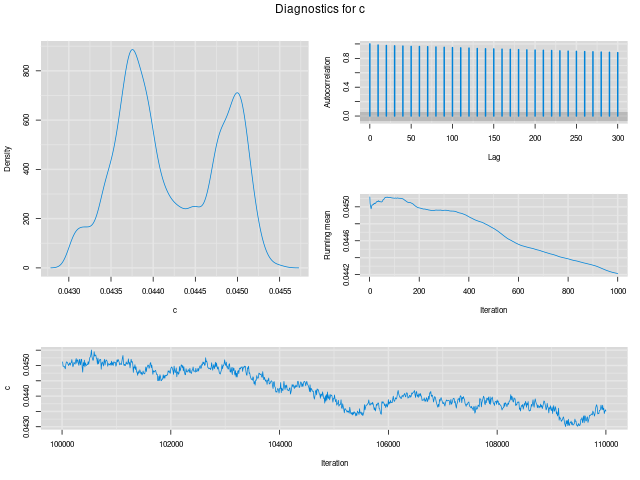 Diagnostics for c
Density
0 200 400 600 800
0.0430 0.0435 0.0440 0.0445 0.0450 0.0455
c
Autocorrelation
0.0 0.4 0.8
0 50 100 150 200 250 300
Lag
Running mean
0.0442 0.0446 0.0450
0 200 400 600 800 1000
Iteration
c
0.0430 0.0440 0.0450
100000 102000 104000 106000 108000 110000
Iteration